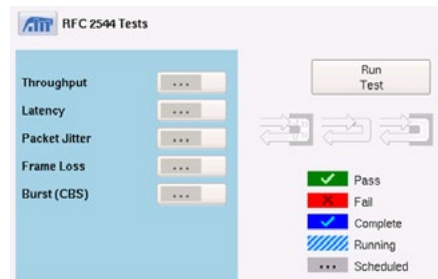 RFC 2544 Tests
Throughput
...
Latency
...
Packet Jitter
...
Frame Loss
...
Burst (CBS)
...
Run
Test
Pass
Fail
Complete
Running
... Scheduled